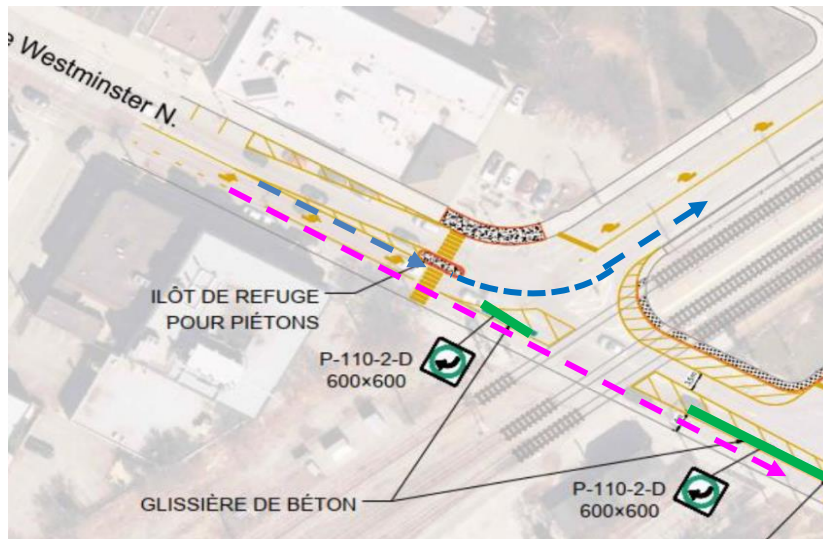 e Westminster N.
ILÔT DE REFUGE
POUR PIÉTONS
P-110-2-D
600×600
GLISSIÈRE DE BÉTON
P-110-2-D
600×600